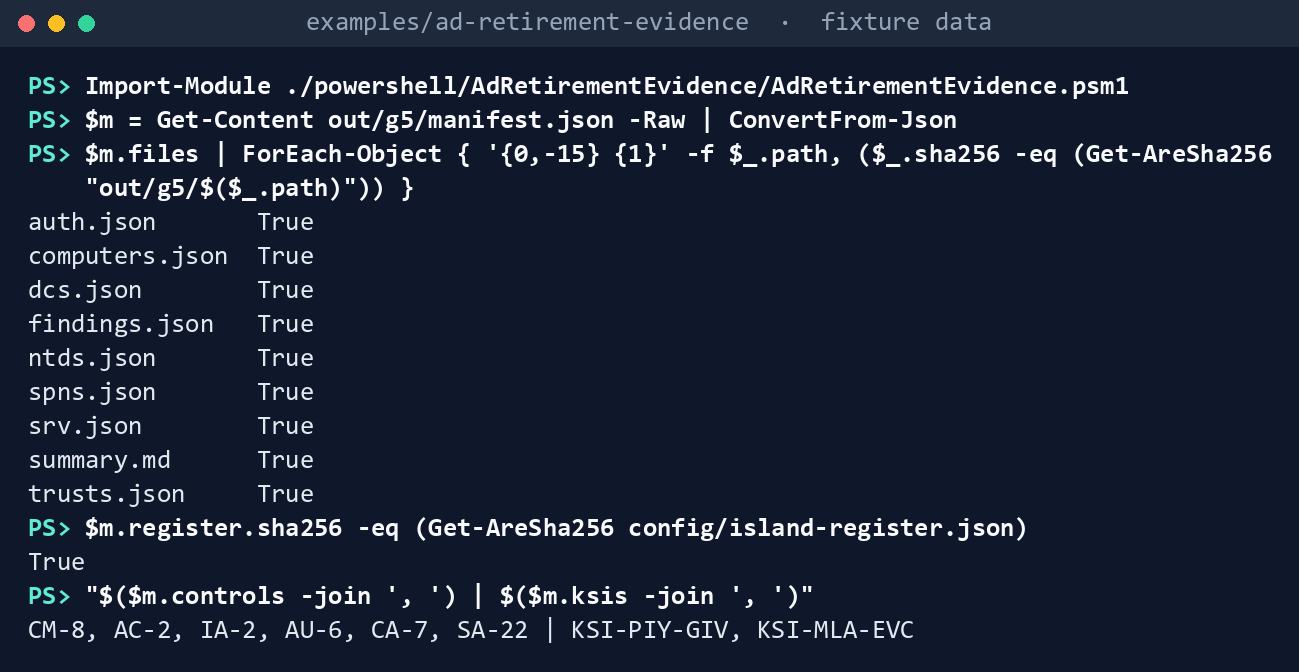 examples/ad-retirement-evidence · fixture data
PS> Import-Module ./powershell/AdRetirementEvidence/AdRetirementEvidence.psm1
PS> $m = Get-Content out/g5/manifest.json -Raw | ConvertFrom-Json
PS> $m.files | ForEach-Object { '{0,-15} {1}' -f $_.path, ($_.sha256 -eq (Get-AreSha256
"out/g5/$($_.path)")) }
auth.json True
computers.json True
dcs.json True
findings.json True
ntds.json True
spns.json True
srv.json True
summary.md True
trusts.json True
PS> $m.register.sha256 -eq (Get-AreSha256 config/island-register.json)
True
PS> "$($m.controls -join ', ') | $($m.ksis -join ', ')"
CM-8, AC-2, IA-2, AU-6, CA-7, SA-22 | KSI-PIY-GIV, KSI-MLA-EVC